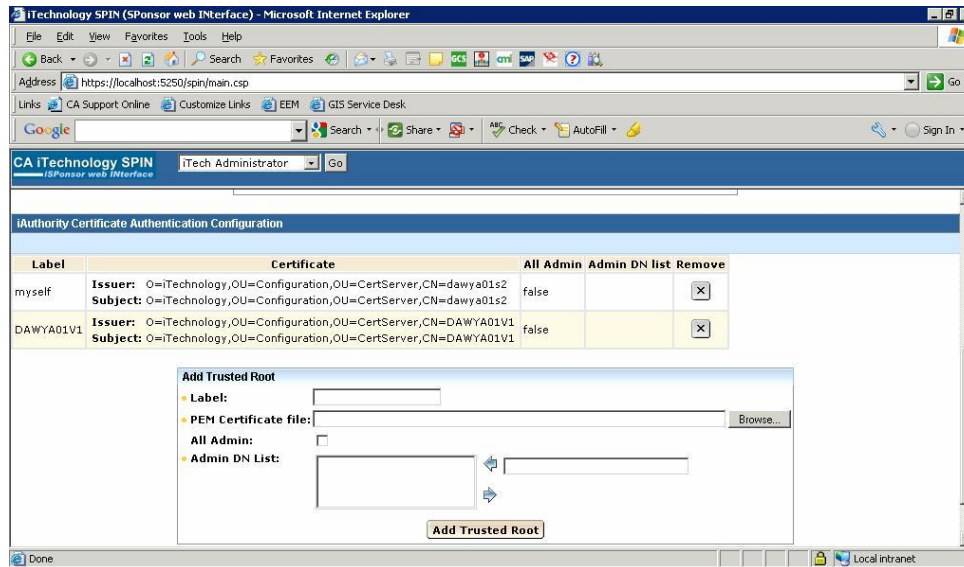 iTechnology SPIN (SPonsor web INterface) - Microsoft Internet Explorer
File Edit View Favorites Tools Help
Back Search Favorites GCS ami SAP
Address https://localhost:5250/spin/main.csp Go
Links CA Support Online Customize Links EEM GIS Service Desk
Google Search Share ABC Check AutoFill Sign In
CA iTechnology SPIN iTech Administrator Go
ISPonsor web INterface
iAuthority Certificate Authentication Configuration
Label Certificate All Admin Admin DN list Remove
myself Issuer: O=iTechnology,OU=Configuration,OU=CertServer,CN=dawya01s2 false
Subject: O=iTechnology,OU=Configuration,OU=CertServer,CN=dawya01s2
DAWYA01V1 Issuer: O=iTechnology,OU=Configuration,OU=CertServer,CN=DAWYA01V1 false
Subject: O=iTechnology,OU=Configuration,OU=CertServer,CN=DAWYA01V1
Add Trusted Root
Label:
PEM Certificate file: Browse...
All Admin:
Admin DN List:
Add Trusted Root
Done Local intranet